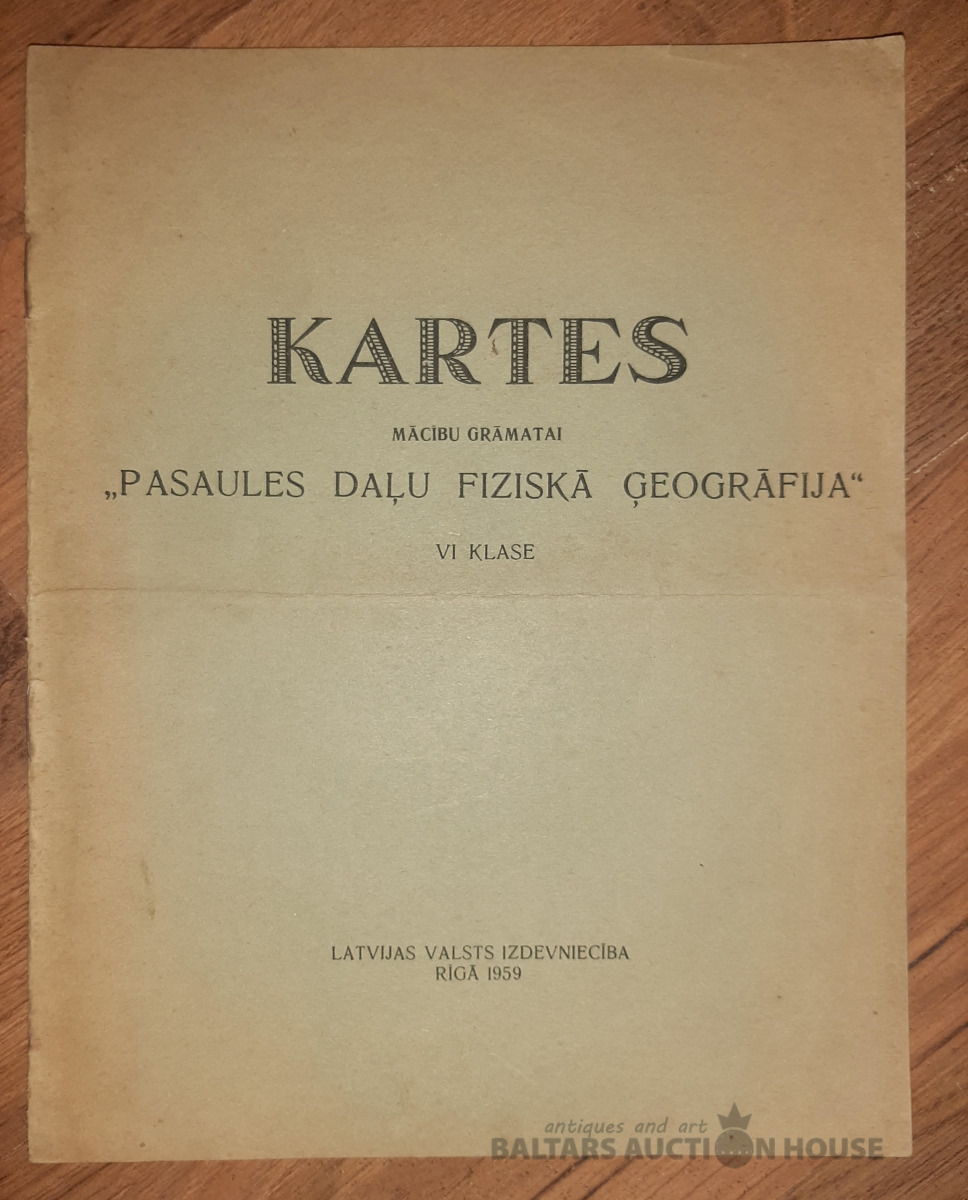 KARTES
MĀCĪBU GRĀMATAI
„PASAULES DAĻU FIZISKĀ ĢEOGRĀFIJA“
VI KLASE
LATVIJAS VALSTS IZDEVNIECĪBA
RĪGĀ 1959
antiques and art
BALTARS AUCTION HOUSE